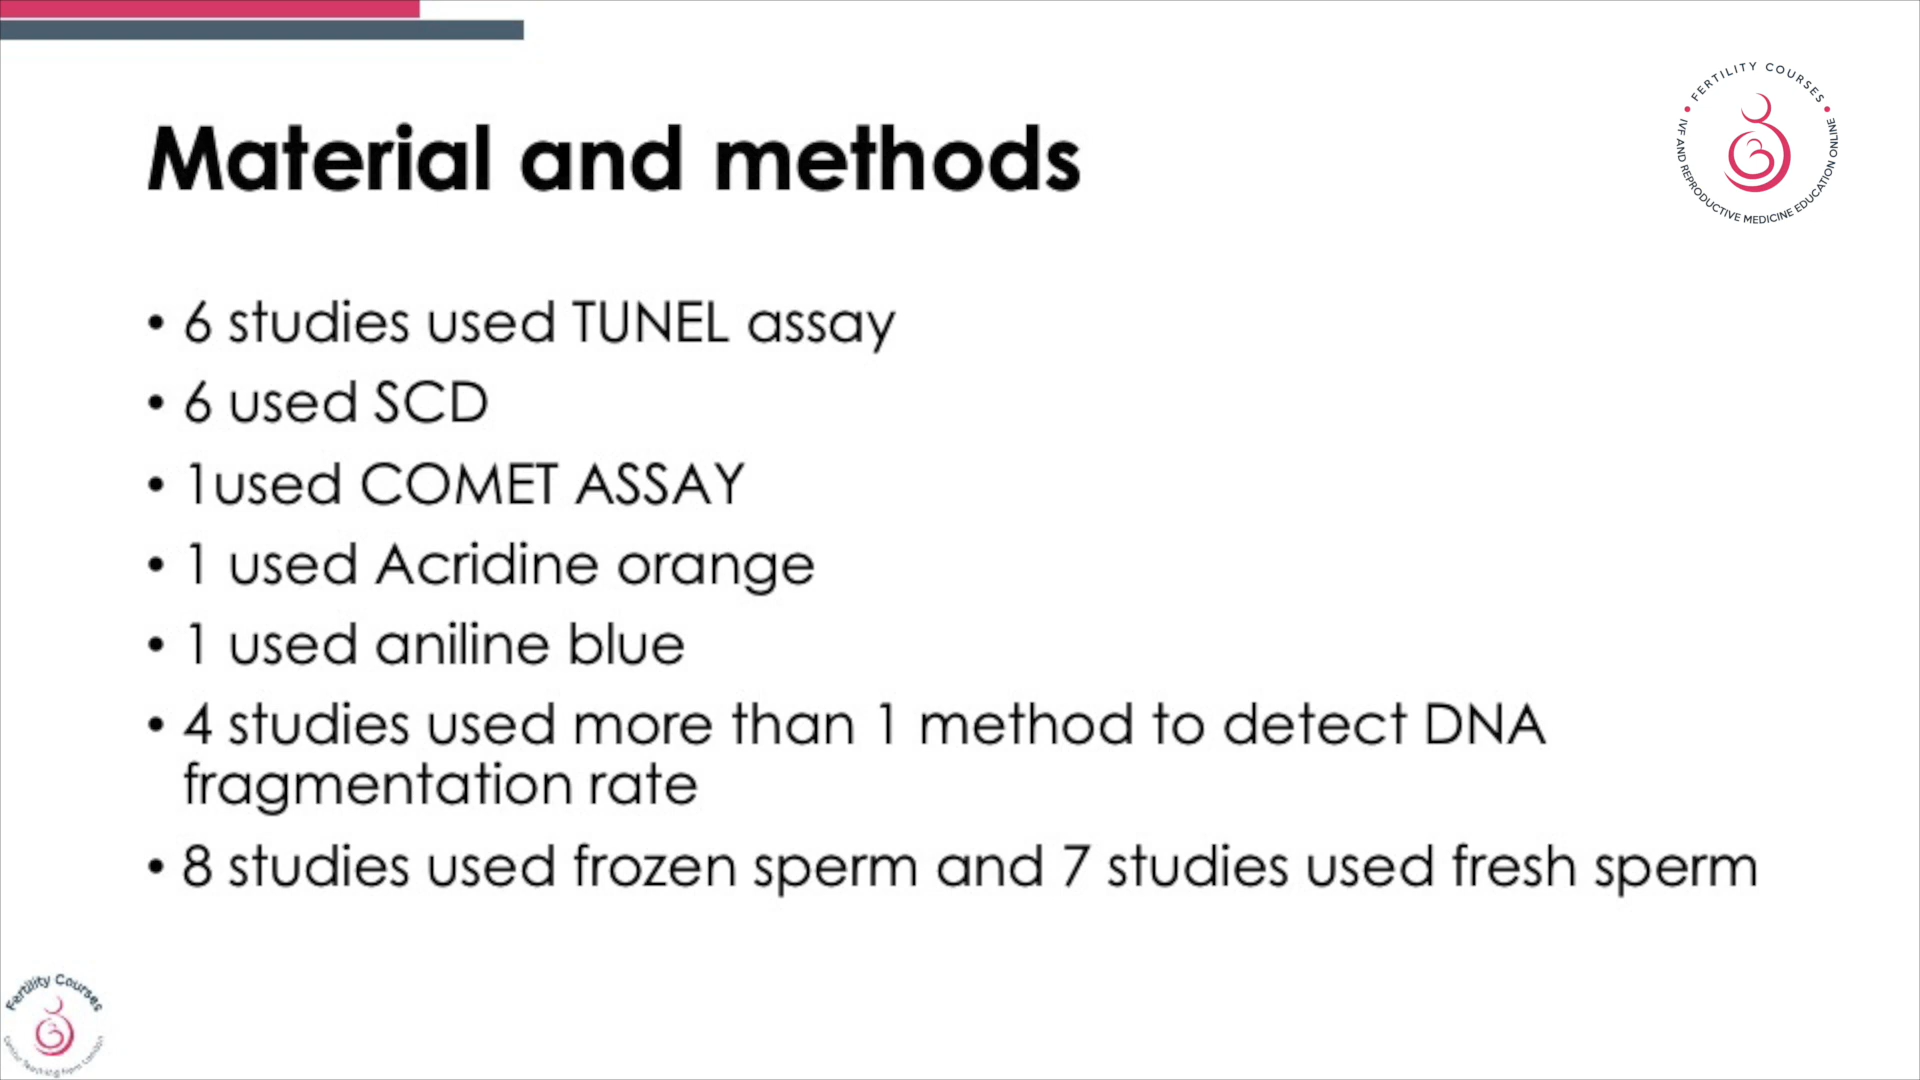 FERTILITY COURSES
IVF AND REPRODUCTIVE MEDICINE EDUCATION ONLINE
Material and methods
• 6 studies used TUNEL assay
• 6 used SCD
• 1used COMET ASSAY
• 1 used Acridine orange
• 1 used aniline blue
• 4 studies used more than 1 method to detect DNA
fragmentation rate
• 8 studies used frozen sperm and 7 studies used fresh sperm
Fertility Courses